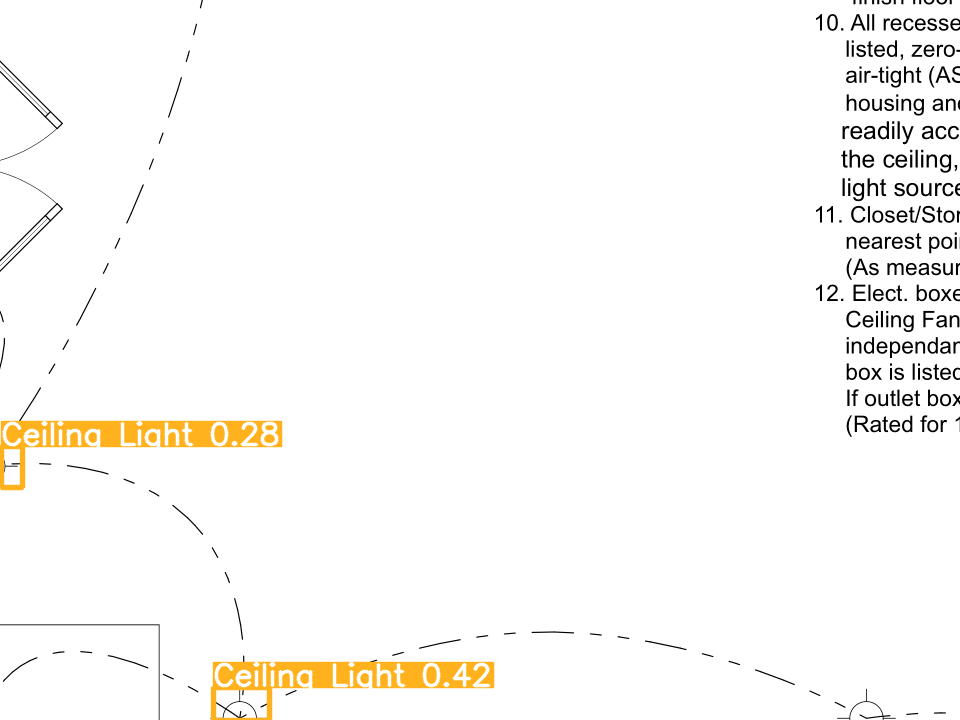 10. All recesse
listed, zero-
air-tight (AS
housing and
readily acc
the ceiling,
light source
11. Closet/Stor
nearest poi
(As measur
12. Elect. boxe
Ceiling Fan
independan
box is listed
If outlet box
(Rated for 1
Ceiling Light 0.28
Ceiling Light 0.42